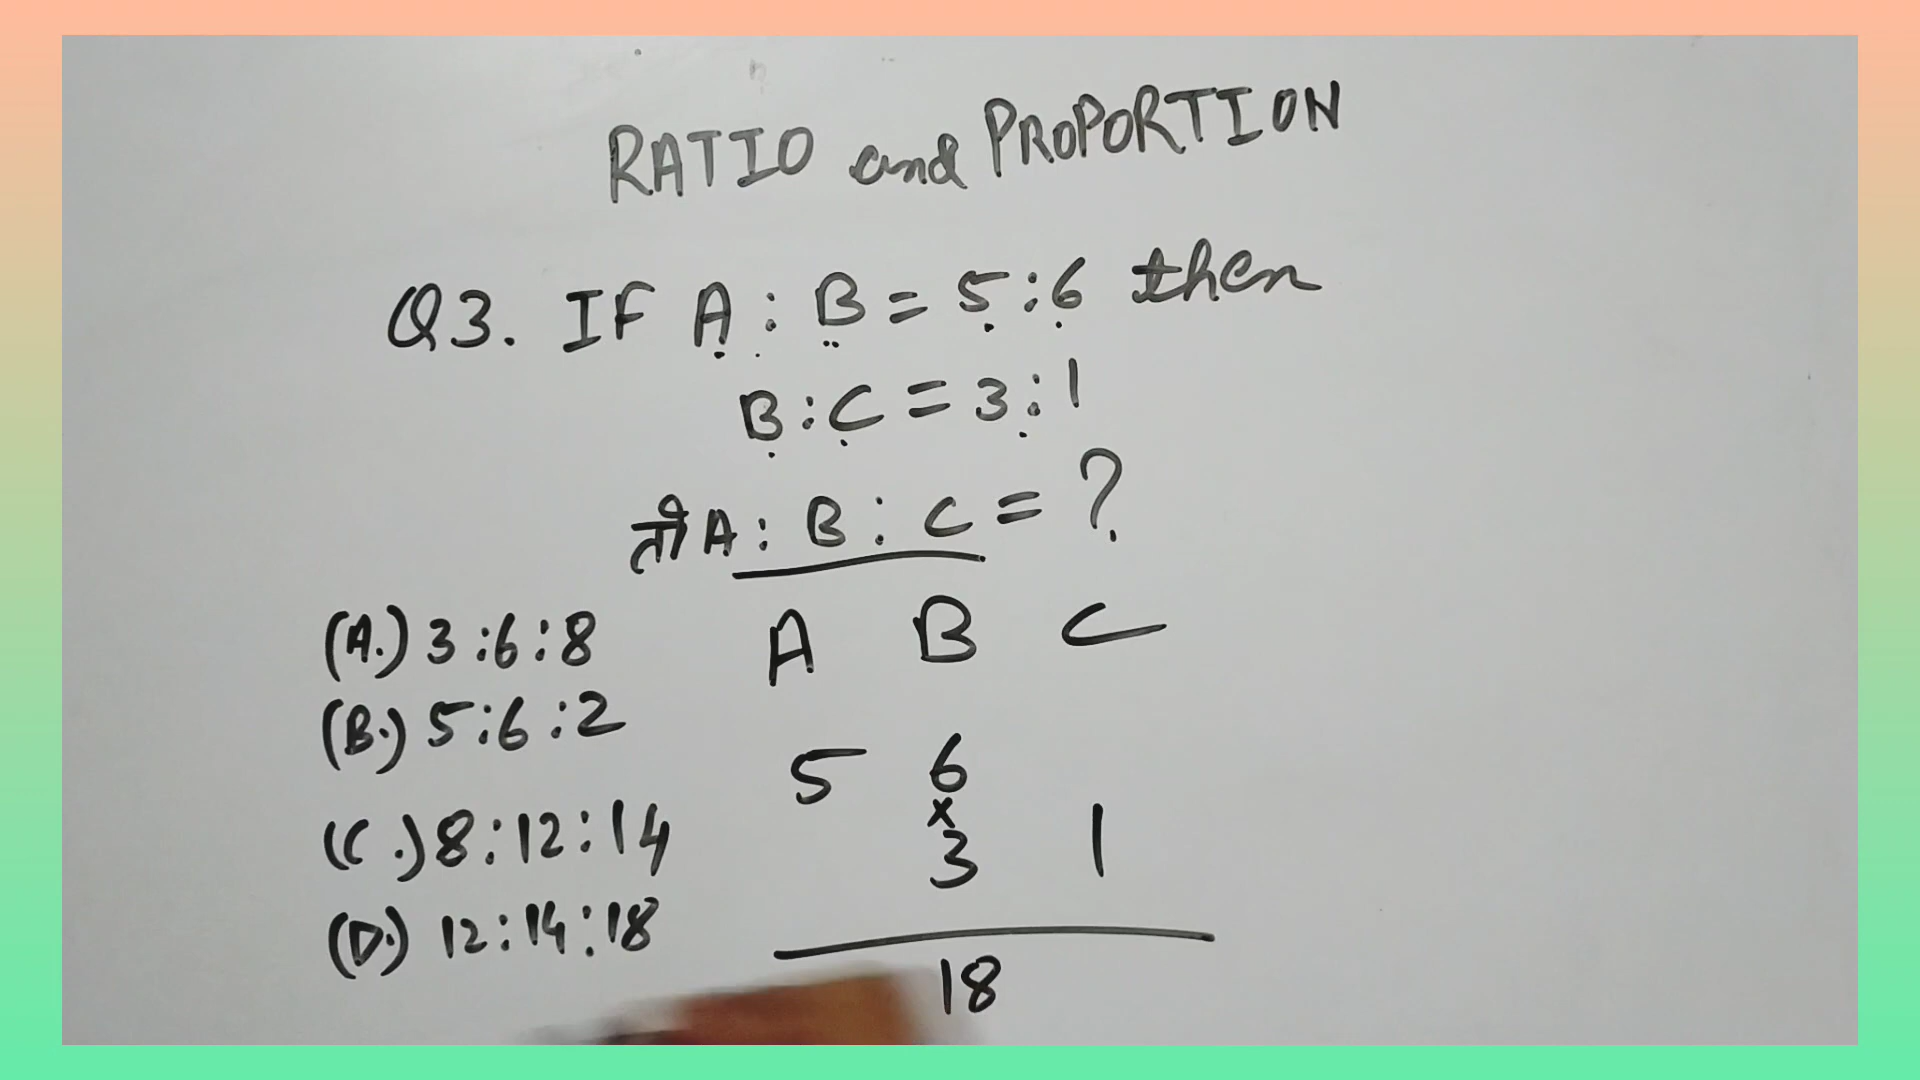 RATIO and PROPORTION
Q3. IF A : B = 5 : 6 then
B : C = 3 : 1
तो A : B : C = ?
(A.) 3 : 6 : 8
(B.) 5 : 6 : 2
(C.) 8 : 12 : 14
(D.) 12 : 14 : 18
A B C
5 6
×
3 1
18